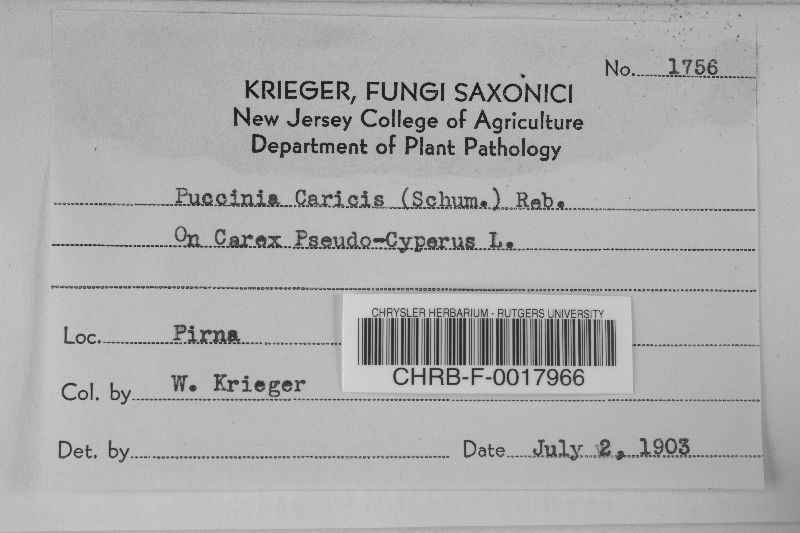 No. 1756
KRIEGER, FUNGI SAXONICI
New Jersey College of Agriculture
Department of Plant Pathology
Puccinia Caricis (Schum.) Reb.
On Carex Pseudo-Cyperus L.
Loc. Pirna
CHRYSLER HERBARIUM - RUTGERS UNIVERSITY
CHRB-F-0017966
Col. by W. Krieger
Det. by
Date July 2, 1903